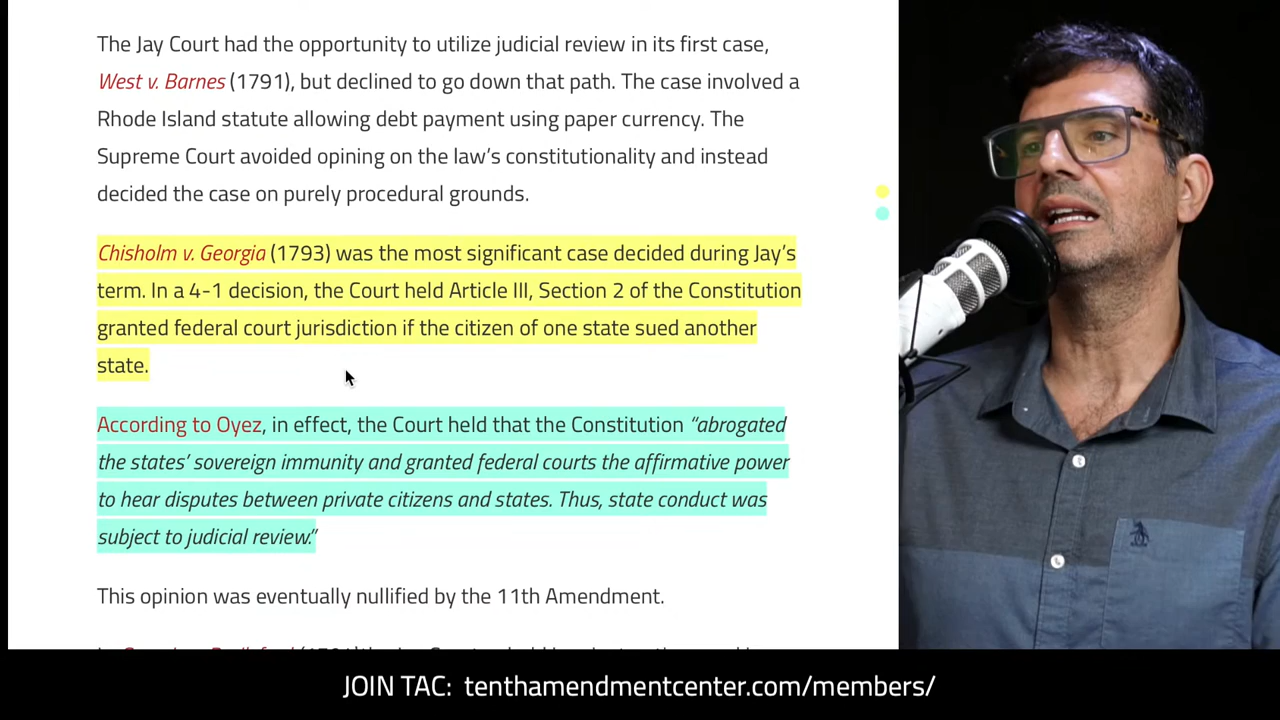 The Jay Court had the opportunity to utilize judicial review in its first case,
West v. Barnes (1791), but declined to go down that path. The case involved a
Rhode Island statute allowing debt payment using paper currency. The
Supreme Court avoided opining on the law’s constitutionality and instead
decided the case on purely procedural grounds.
Chisholm v. Georgia (1793) was the most significant case decided during Jay’s
term. In a 4-1 decision, the Court held Article III, Section 2 of the Constitution
granted federal court jurisdiction if the citizen of one state sued another
state.
According to Oyez, in effect, the Court held that the Constitution “abrogated
the states’ sovereign immunity and granted federal courts the affirmative power
to hear disputes between private citizens and states. Thus, state conduct was
subject to judicial review.”
This opinion was eventually nullified by the 11th Amendment.
JOIN TAC: tenthamendmentcenter.com/members/